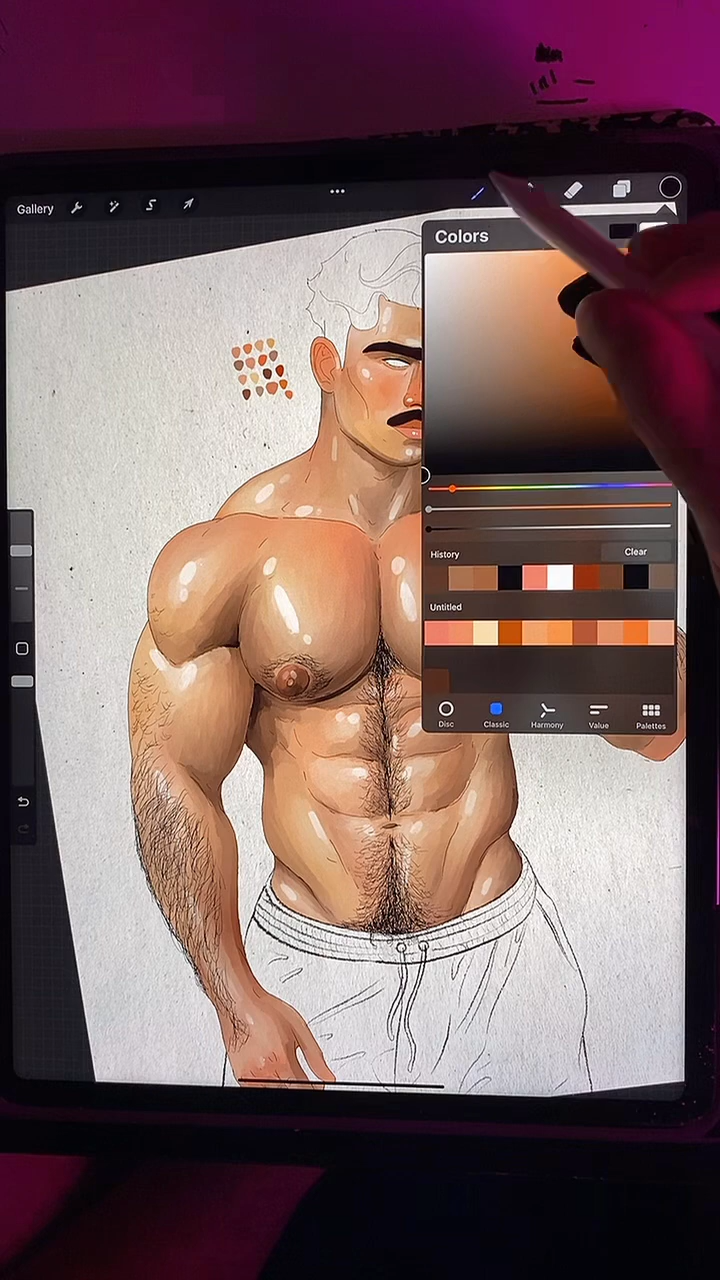 Gallery
Colors
History
Clear
Untitled
Disc
Classic
Harmony
Value
Palettes